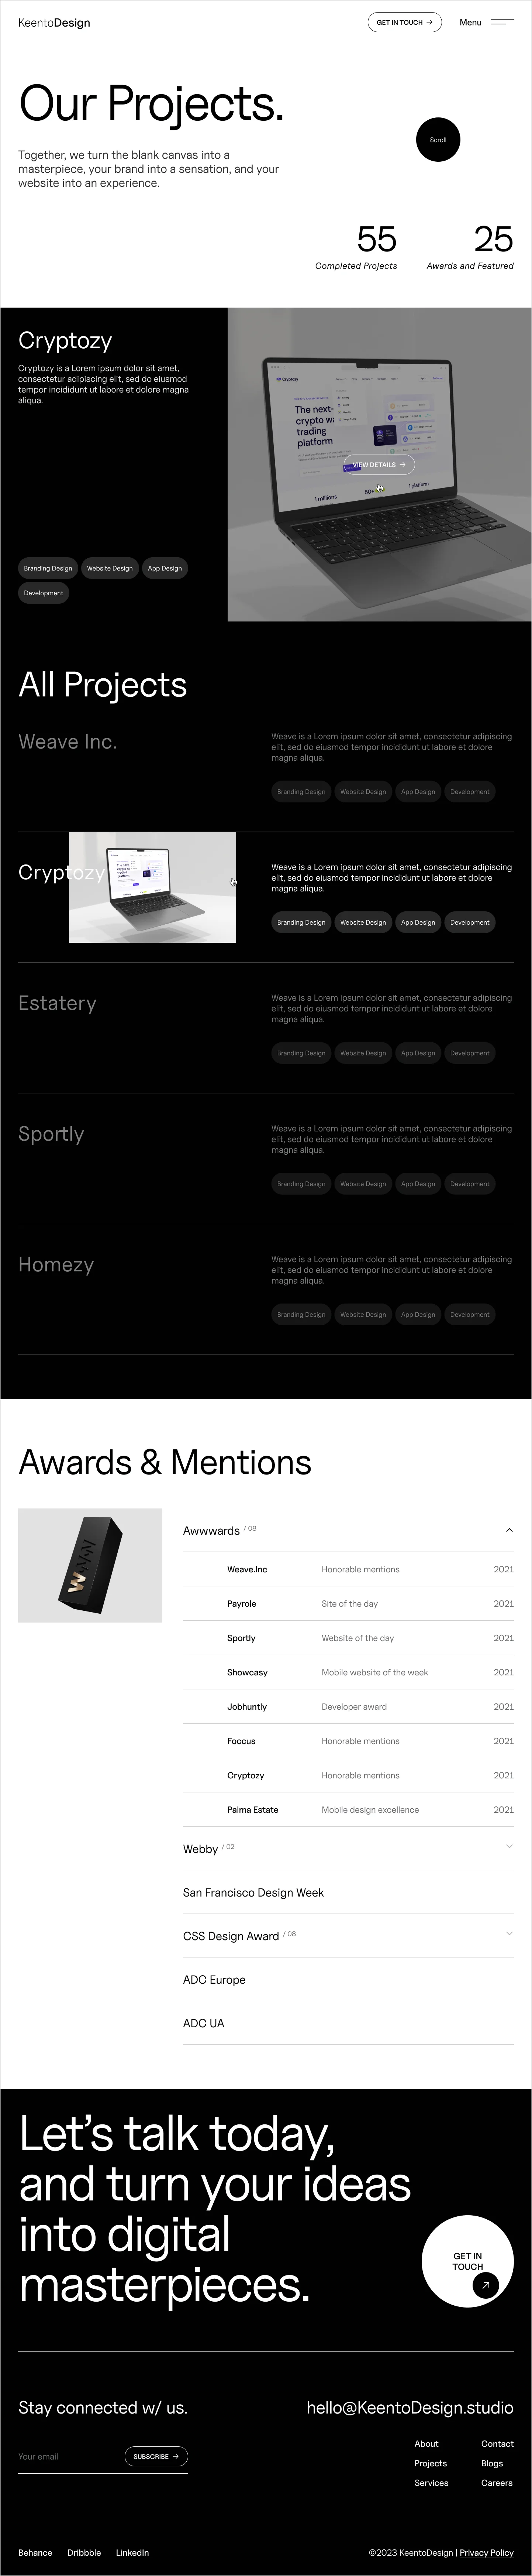 KeentoDesign
GET IN TOUCH
Menu
Our Projects.
Together, we turn the blank canvas into a
masterpiece, your brand into a sensation, and your
website into an experience.
Scroll
55
Completed Projects
25
Awards and Featured
Cryptozy
Cryptozy is a Lorem ipsum dolor sit amet,
consectetur adipiscing elit, sed do eiusmod
tempor incididunt ut labore et dolore magna
aliqua.
Branding Design
Website Design
App Design
Development
Cryptozy
The next-
crypto
trading
platform
VIEW DETAILS
1 millions
1 platform
All Projects
Weave Inc.
Weave is a Lorem ipsum dolor sit amet, consectetur adipiscing
elit, sed do eiusmod tempor incididunt ut labore et dolore
magna aliqua.
Branding Design
Website Design
App Design
Development
Cryptozy
Weave is a Lorem ipsum dolor sit amet, consectetur adipiscing
elit, sed do eiusmod tempor incididunt ut labore et dolore
magna aliqua.
Branding Design
Website Design
App Design
Development
Estatery
Weave is a Lorem ipsum dolor sit amet, consectetur adipiscing
elit, sed do eiusmod tempor incididunt ut labore et dolore
magna aliqua.
Branding Design
Website Design
App Design
Development
Sportly
Weave is a Lorem ipsum dolor sit amet, consectetur adipiscing
elit, sed do eiusmod tempor incididunt ut labore et dolore
magna aliqua.
Branding Design
Website Design
App Design
Development
Homezy
Weave is a Lorem ipsum dolor sit amet, consectetur adipiscing
elit, sed do eiusmod tempor incididunt ut labore et dolore
magna aliqua.
Branding Design
Website Design
App Design
Development
Awards & Mentions
Awwwards / 08
Weave.Inc Honorable mentions 2021
Payrole Site of the day 2021
Sportly Website of the day 2021
Showcasy Mobile website of the week 2021
Jobhuntly Developer award 2021
Foccus Honorable mentions 2021
Cryptozy Honorable mentions 2021
Palma Estate Mobile design excellence 2021
Webby / 02
San Francisco Design Week
CSS Design Award / 08
ADC Europe
ADC UA
Let's talk today,
and turn your ideas
into digital
masterpieces.
GET IN
TOUCH
Stay connected w/ us.
hello@KeentoDesign.studio
Your email
SUBSCRIBE
About
Contact
Projects
Blogs
Services
Careers
Behance
Dribbble
LinkedIn
©2023 KeentoDesign | Privacy Policy